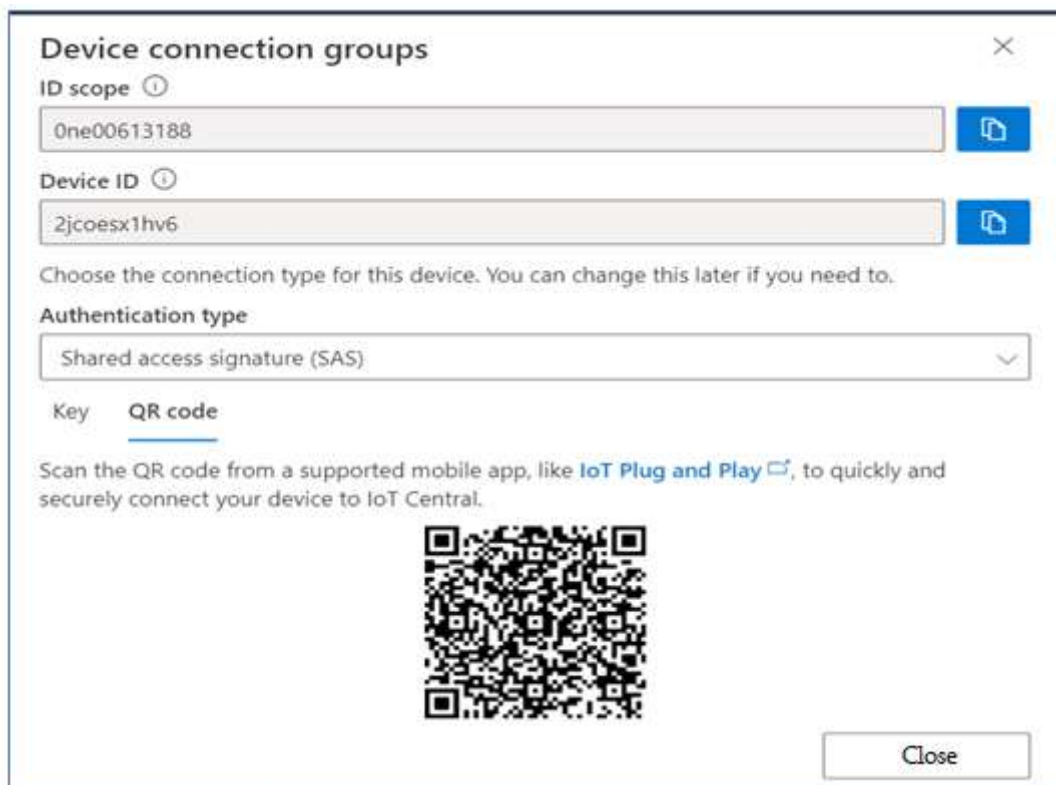 Device connection groups
ID scope
0ne00613188
Device ID
2jcoesx1hv6
Choose the connection type for this device. You can change this later if you need to.
Authentication type
Shared access signature (SAS)
Key QR code
Scan the QR code from a supported mobile app, like IoT Plug and Play, to quickly and
securely connect your device to IoT Central.
Close